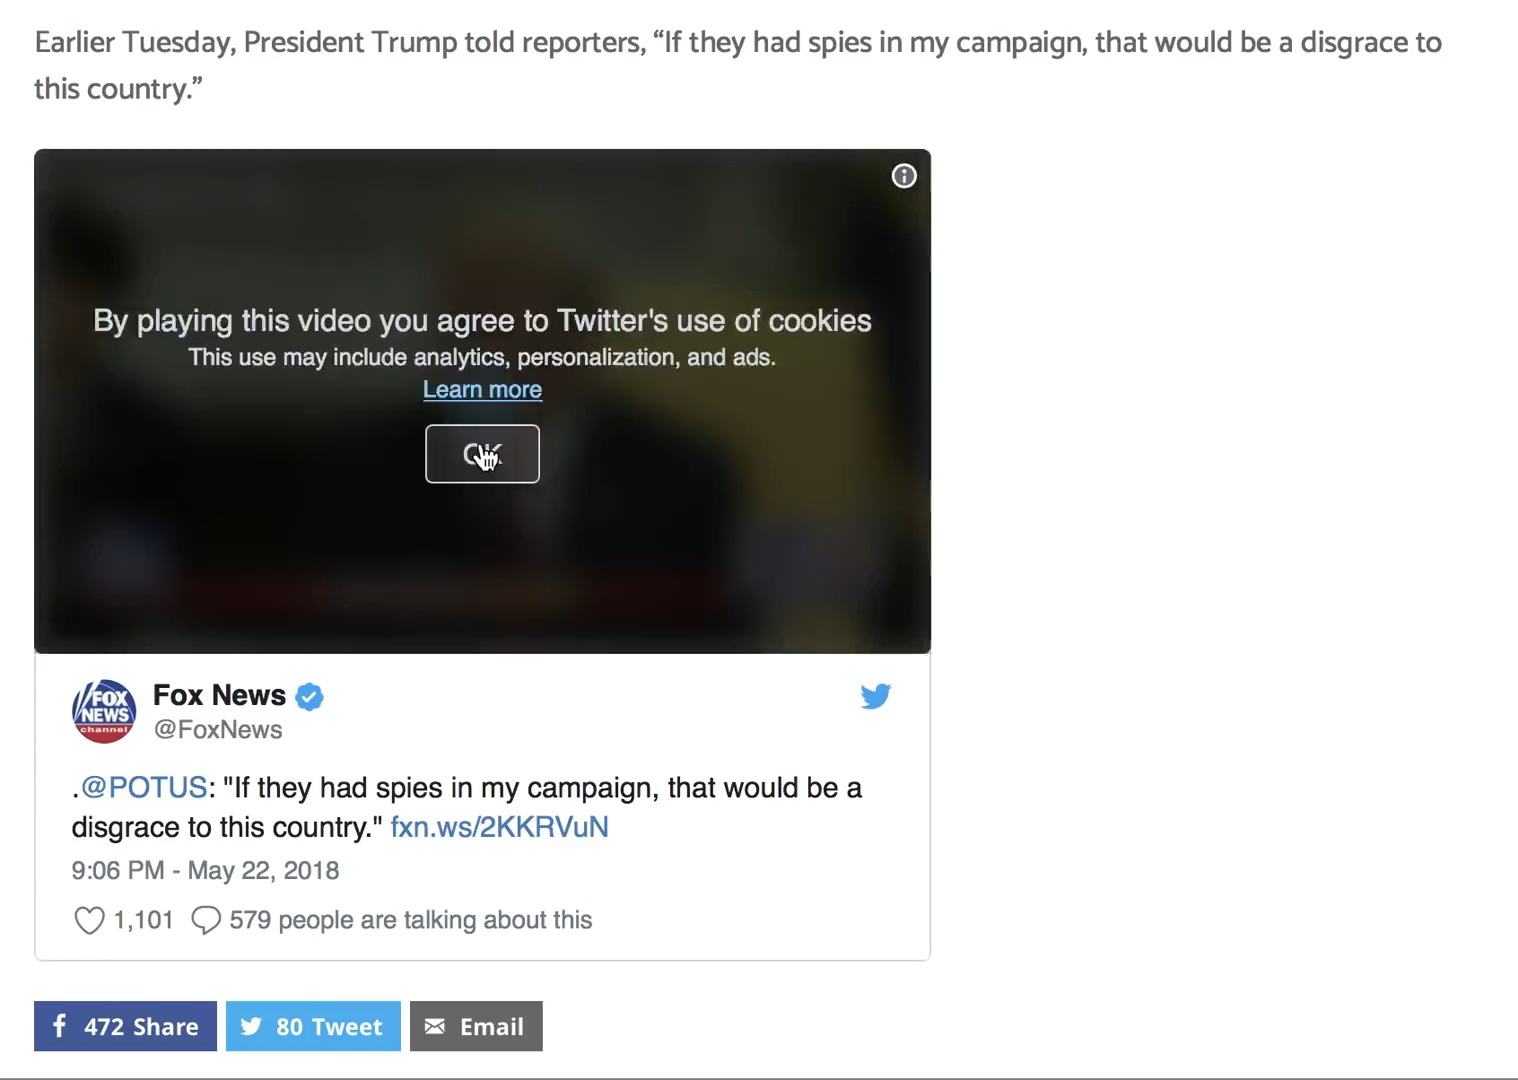 Earlier Tuesday, President Trump told reporters, “If they had spies in my campaign, that would be a disgrace to
this country.”
By playing this video you agree to Twitter's use of cookies
This use may include analytics, personalization, and ads.
Learn more
OK
FOX
NEWS
channel
Fox News
@FoxNews
.@POTUS: "If they had spies in my campaign, that would be a
disgrace to this country." fxn.ws/2KKRVuN
9:06 PM - May 22, 2018
1,101 579 people are talking about this
472 Share 80 Tweet Email